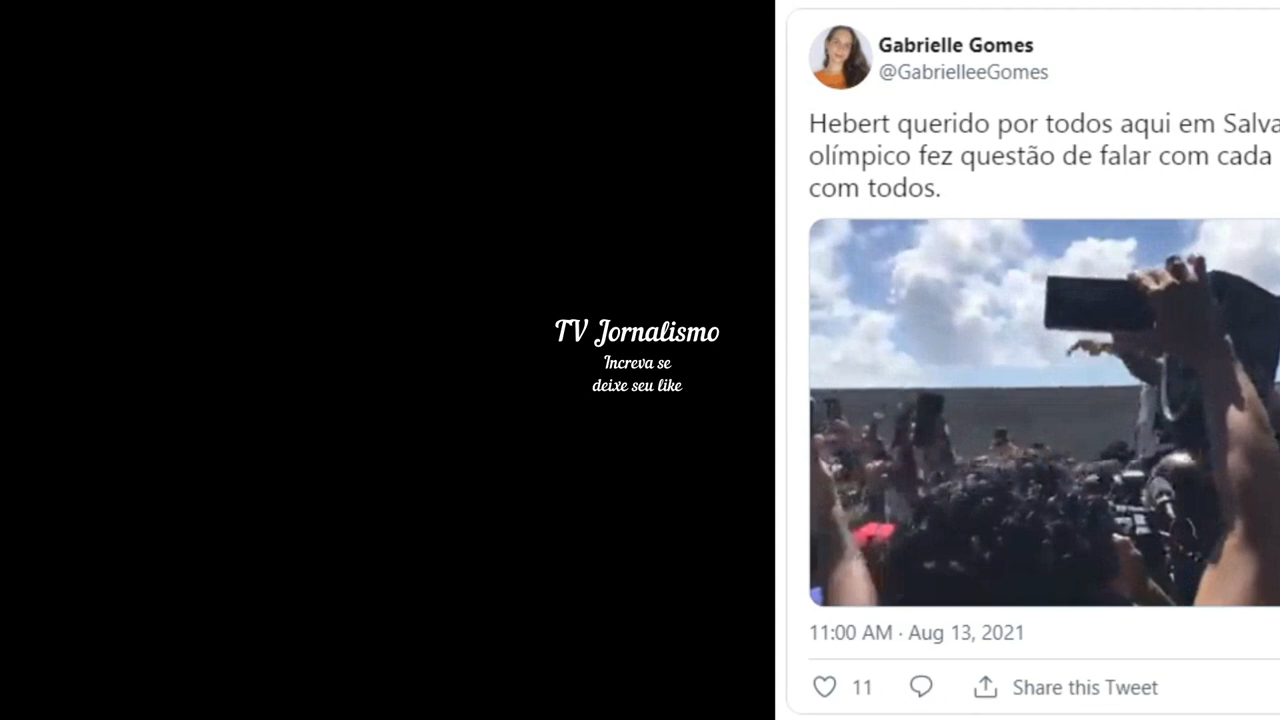 TV Jornalismo
Increva se
deixe seu like
Gabrielle Gomes
@GabrielleeGomes
Hebert querido por todos aqui em Salva
olímpico fez questão de falar com cada
com todos.
11:00 AM · Aug 13, 2021
11
Share this Tweet